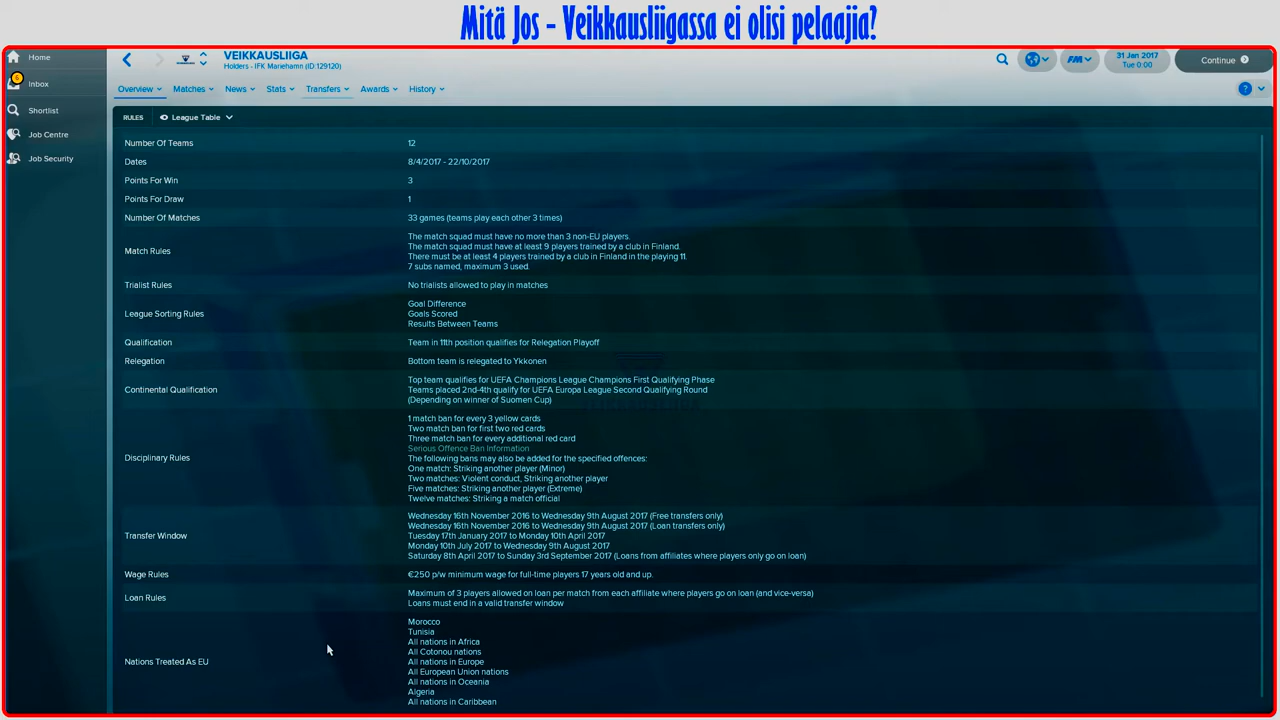 Mitä Jos - Veikkausliigassa ei olisi pelaajia?
Home
VEIKKAUSLIIGA
Holders - IFK Mariehamn (ID:129120)
FM
31 Jan 2017
Tue 0:00
Continue
6
Inbox
Overview Matches News Stats Transfers Awards History
?
Shortlist
Job Centre
Job Security
RULES League Table
Number Of Teams 12
Dates 8/4/2017 - 22/10/2017
Points For Win 3
Points For Draw 1
Number Of Matches 33 games (teams play each other 3 times)
Match Rules
The match squad must have no more than 3 non-EU players.
The match squad must have at least 9 players trained by a club in Finland.
There must be at least 4 players trained by a club in Finland in the playing 11.
7 subs named, maximum 3 used.
Trialist Rules No trialists allowed to play in matches
League Sorting Rules
Goal Difference
Goals Scored
Results Between Teams
Qualification Team in 11th position qualifies for Relegation Playoff
Relegation Bottom team is relegated to Ykkonen
Continental Qualification
Top team qualifies for UEFA Champions League Champions First Qualifying Phase
Teams placed 2nd-4th qualify for UEFA Europa League Second Qualifying Round
(Depending on winner of Suomen Cup)
Disciplinary Rules
1 match ban for every 3 yellow cards
Two match ban for first two red cards
Three match ban for every additional red card
Serious Offence Ban Information
The following bans may also be added for the specified offences:
One match: Striking another player (Minor)
Two matches: Violent conduct, Striking another player
Five matches: Striking another player (Extreme)
Twelve matches: Striking a match official
Transfer Window
Wednesday 16th November 2016 to Wednesday 9th August 2017 (Free transfers only)
Wednesday 16th November 2016 to Wednesday 9th August 2017 (Loan transfers only)
Tuesday 17th January 2017 to Monday 10th April 2017
Monday 10th July 2017 to Wednesday 9th August 2017
Saturday 8th April 2017 to Sunday 3rd September 2017 (Loans from affiliates where players only go on loan)
Wage Rules €250 p/w minimum wage for full-time players 17 years old and up.
Loan Rules
Maximum of 3 players allowed on loan per match from each affiliate where players go on loan (and vice-versa)
Loans must end in a valid transfer window
Nations Treated As EU
Morocco
Tunisia
All nations in Africa
All Cotonou nations
All nations in Europe
All European Union nations
All nations in Oceania
Algeria
All nations in Caribbean